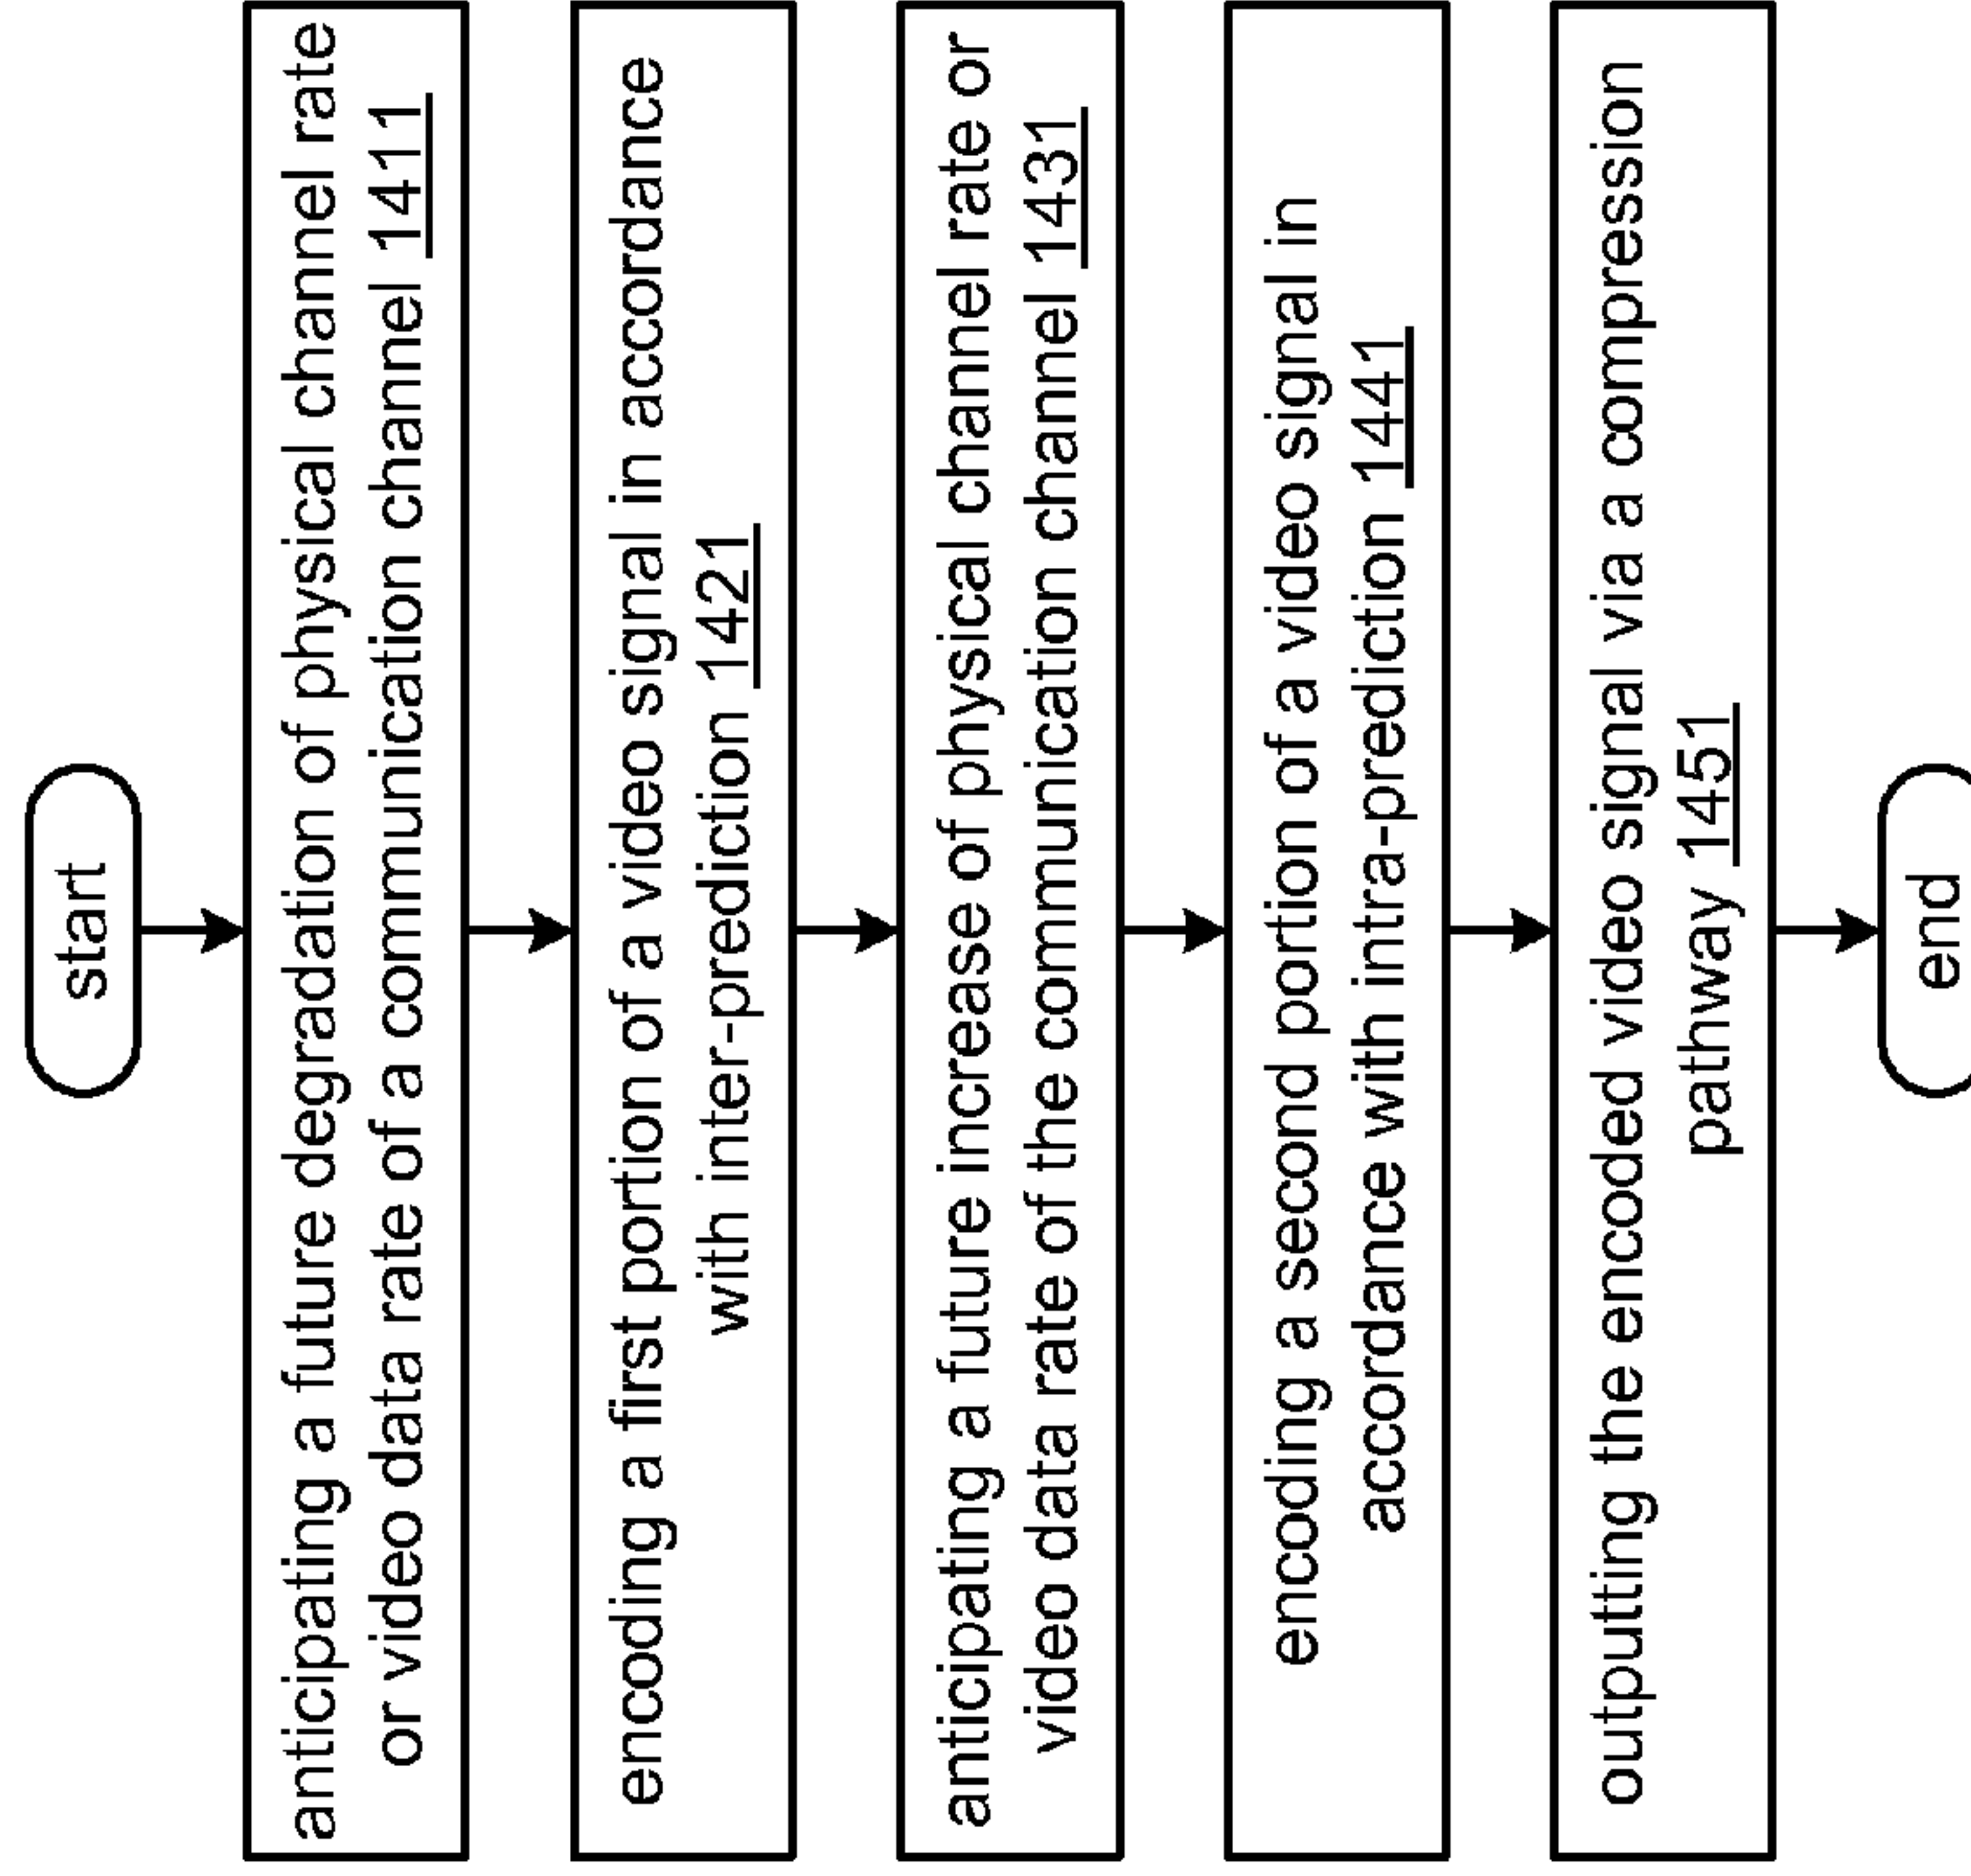 start
anticipating a future degradation of physical channel rate
or video data rate of a communication channel 1411
encoding a first portion of a video signal in accordance
with inter-prediction 1421
anticipating a future increase of physical channel rate or
video data rate of the communication channel 1431
encoding a second portion of a video signal in
accordance with intra-prediction 1441
outputting the encoded video signal via a compression
pathway 1451
end